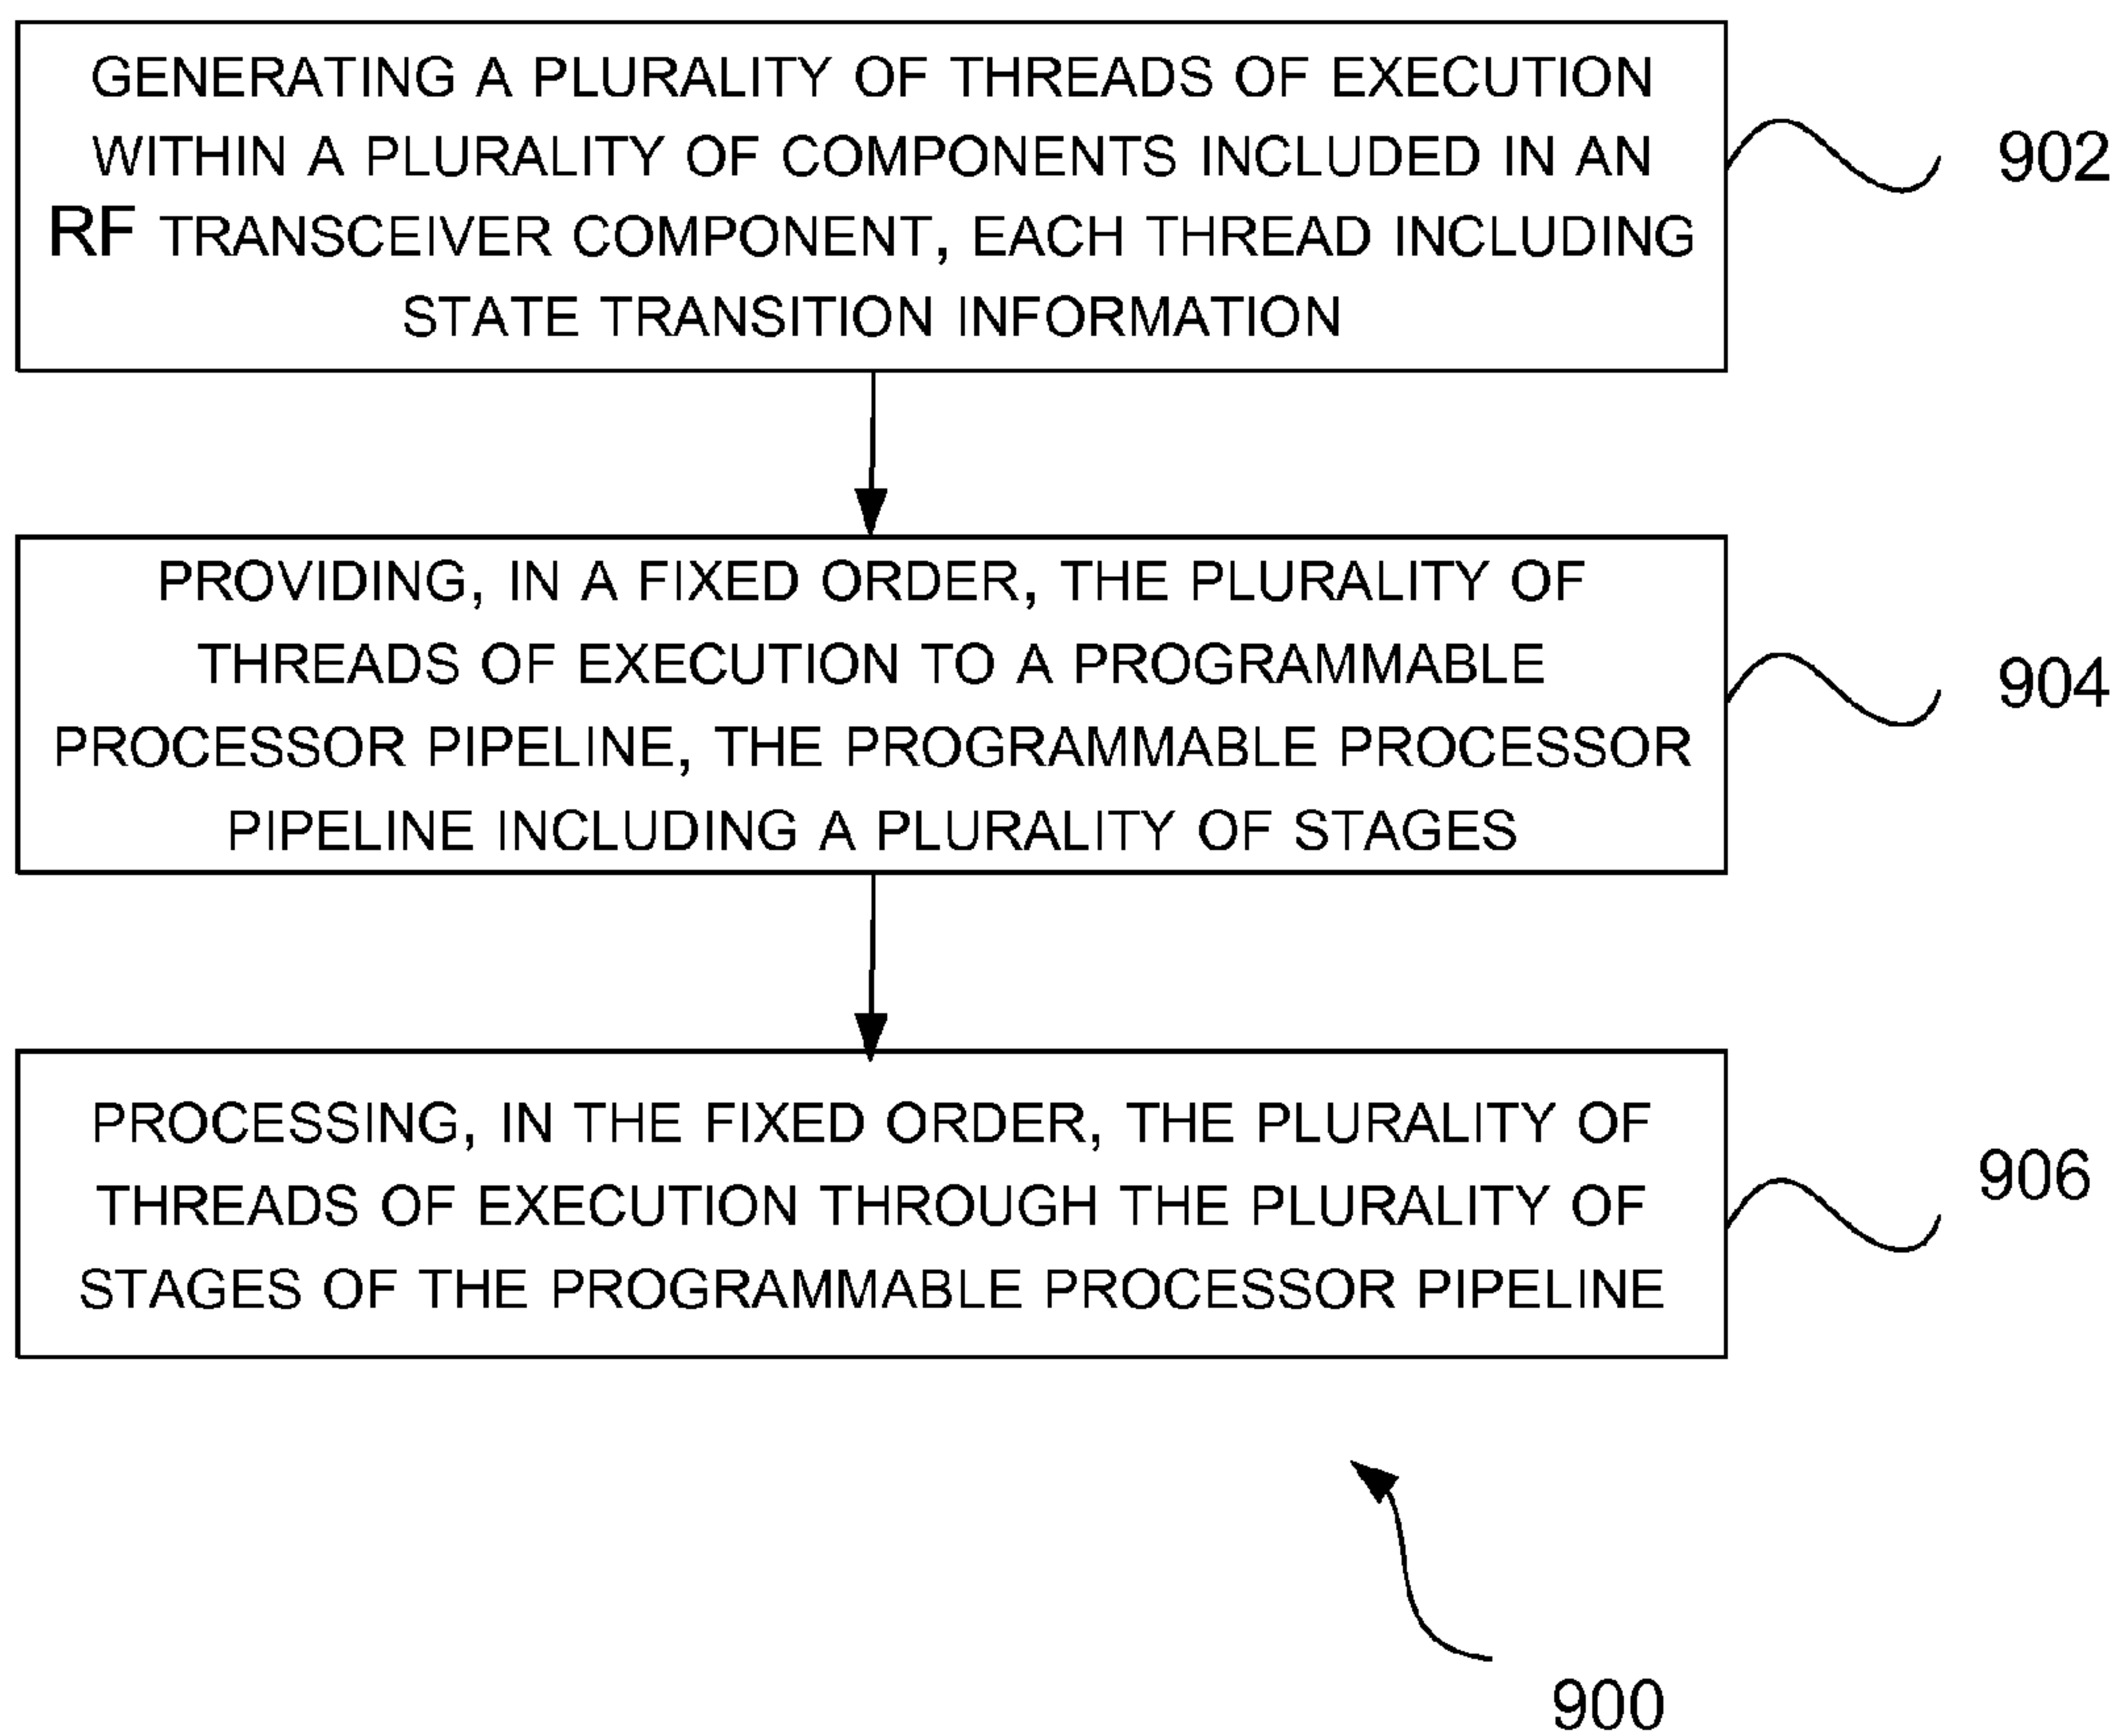 GENERATING A PLURALITY OF THREADS OF EXECUTION
WITHIN A PLURALITY OF COMPONENTS INCLUDED IN AN
RF TRANSCEIVER COMPONENT, EACH THREAD INCLUDING
STATE TRANSITION INFORMATION
902
PROVIDING, IN A FIXED ORDER, THE PLURALITY OF
THREADS OF EXECUTION TO A PROGRAMMABLE
PROCESSOR PIPELINE, THE PROGRAMMABLE PROCESSOR
PIPELINE INCLUDING A PLURALITY OF STAGES
904
PROCESSING, IN THE FIXED ORDER, THE PLURALITY OF
THREADS OF EXECUTION THROUGH THE PLURALITY OF
STAGES OF THE PROGRAMMABLE PROCESSOR PIPELINE
906
900